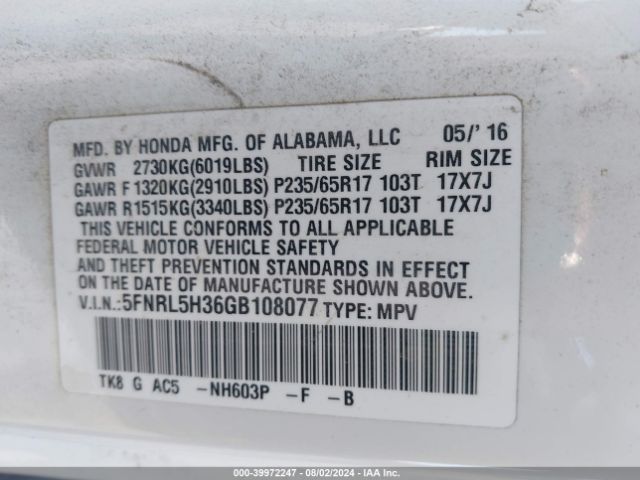 MFD. BY HONDA MFG. OF ALABAMA, LLC 05/' 16
GVWR 2730KG(6019LBS) TIRE SIZE RIM SIZE
GAWR F1320KG(2910LBS) P235/65R17 103T 17X7J
GAWR R1515KG(3340LBS) P235/65R17 103T 17X7J
THIS VEHICLE CONFORMS TO ALL APPLICABLE
FEDERAL MOTOR VEHICLE SAFETY
AND THEFT PREVENTION STANDARDS IN EFFECT
ON THE DATE OF MANUFACTURE SHOWN ABOVE.
V.I.N.:5FNRL5H36GB108077 TYPE: MPV
TK8 G AC5 -NH603P -F -B
000-39972247 - 08/02/2024 - IAA Inc.